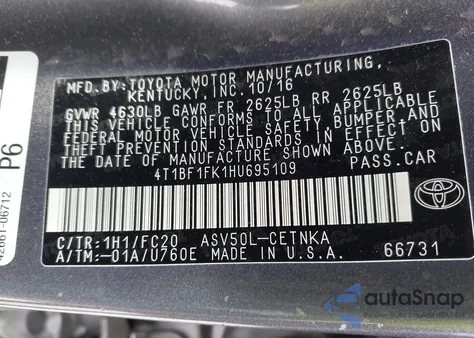 MFD. BY: TOYOTA MOTOR MANUFACTURING,
KENTUCKY, INC. 10/16
GVWR 4630LB GAWR FR 2625LB RR 2625LB
THIS VEHICLE CONFORMS TO ALL APPLICABLE
FEDERAL MOTOR VEHICLE SAFETY, BUMPER, AND
THEFT PREVENTION STANDARDS IN EFFECT ON
THE DATE OF MANUFACTURE SHOWN ABOVE.
4T1BF1FK1HU695109 PASS.CAR
C/TR: 1H1/FC20 ASV50L-CETNKA
A/TM: -01A/U760E MADE IN U.S.A. 66731
TOYOTA
P6
autoSnap